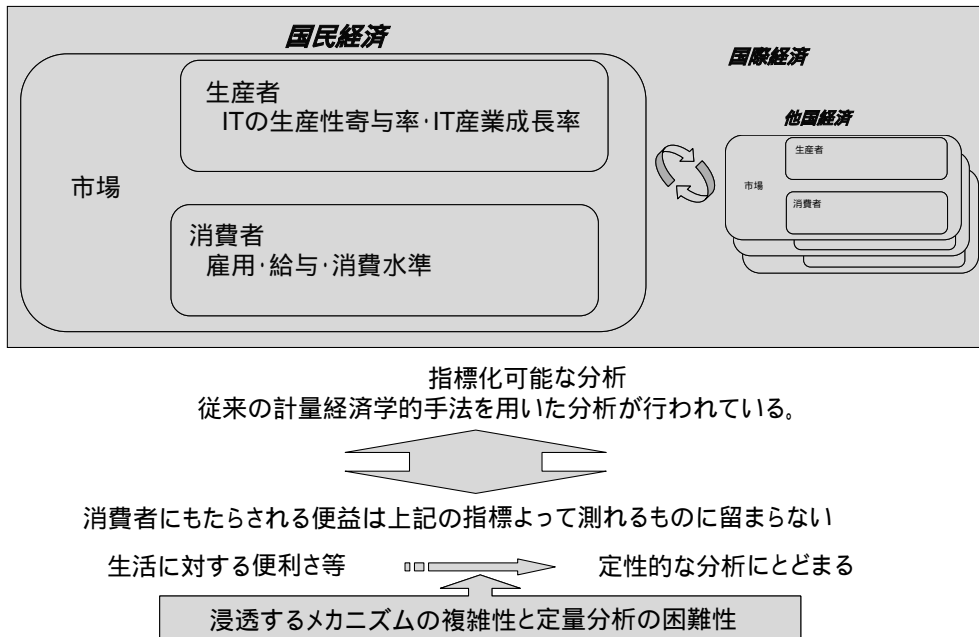 国民経済
生産者
ITの生産性寄与率・IT産業成長率
市場
消費者
雇用・給与・消費水準
国際経済
他国経済
生産者
市場
消費者
指標化可能な分析
従来の計量経済学的手法を用いた分析が行われている。
消費者にもたらされる便益は上記の指標よって測れるものに留まらない
生活に対する便利さ等
定性的な分析にとどまる
浸透するメカニズムの複雑性と定量分析の困難性